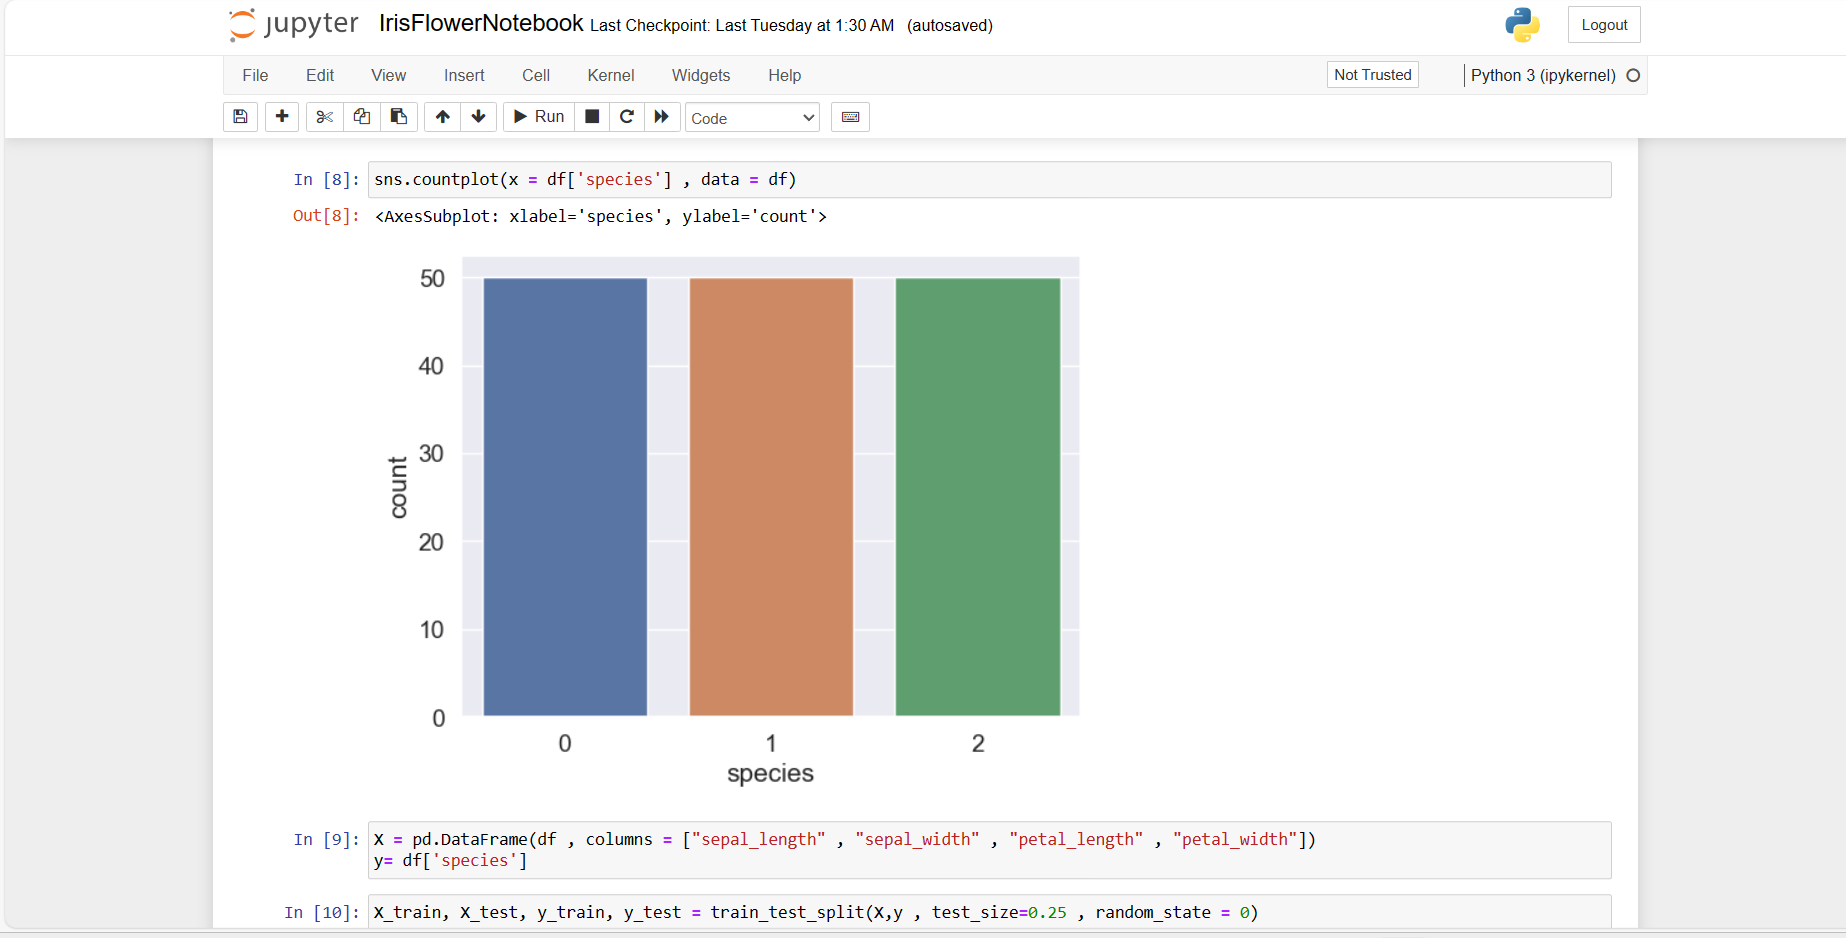 jupyter IrisFlowerNotebook Last Checkpoint: Last Tuesday at 1:30 AM (autosaved) Logout
File Edit View Insert Cell Kernel Widgets Help Not Trusted Python 3 (ipykernel)
Run Code
In [8]: sns.countplot(x = df['species'] , data = df)
Out[8]: <AxesSubplot: xlabel='species', ylabel='count'>
50
40
30
count
20
10
0
0 1 2
species
In [9]: X = pd.DataFrame(df , columns = ["sepal_length" , "sepal_width" , "petal_length" , "petal_width"])
y= df['species']
In [10]: X_train, X_test, y_train, y_test = train_test_split(X,y , test_size=0.25 , random_state = 0)